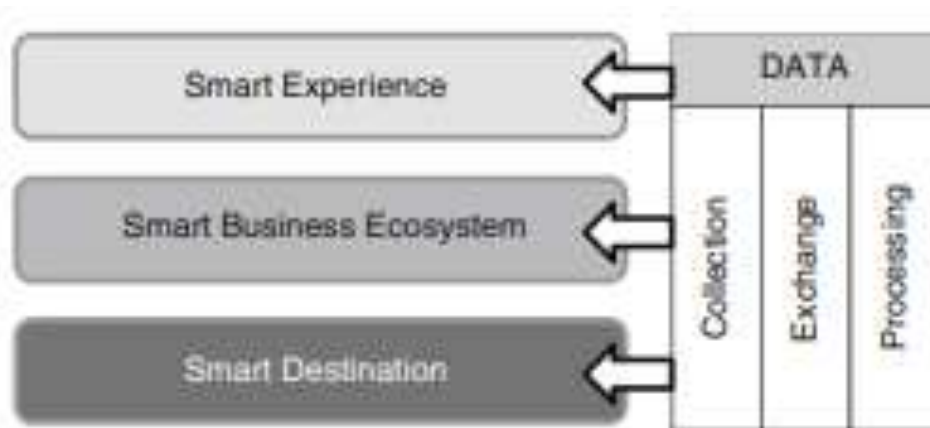 Smart Experience
DATA
Smart Business Ecosystem
Smart Destination
Collection
Exchange
Processing